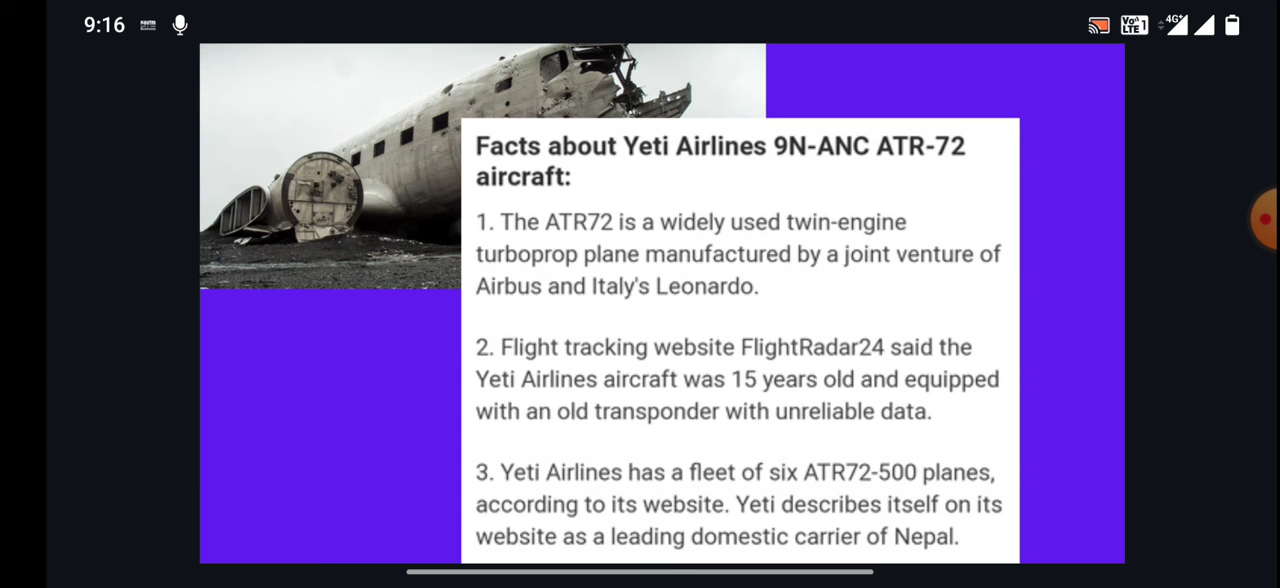 9:16
VoLTE 1
4G+
Facts about Yeti Airlines 9N-ANC ATR-72
aircraft:
1. The ATR72 is a widely used twin-engine
turboprop plane manufactured by a joint venture of
Airbus and Italy's Leonardo.
2. Flight tracking website FlightRadar24 said the
Yeti Airlines aircraft was 15 years old and equipped
with an old transponder with unreliable data.
3. Yeti Airlines has a fleet of six ATR72-500 planes,
according to its website. Yeti describes itself on its
website as a leading domestic carrier of Nepal.